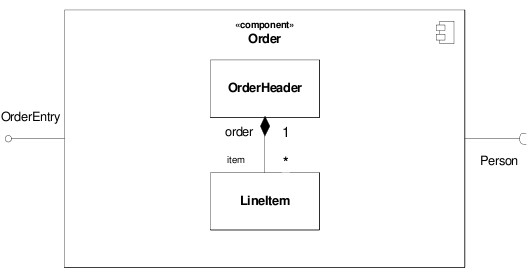 «component»
Order
OrderHeader
OrderEntry
order 1
item *
Person
LineItem